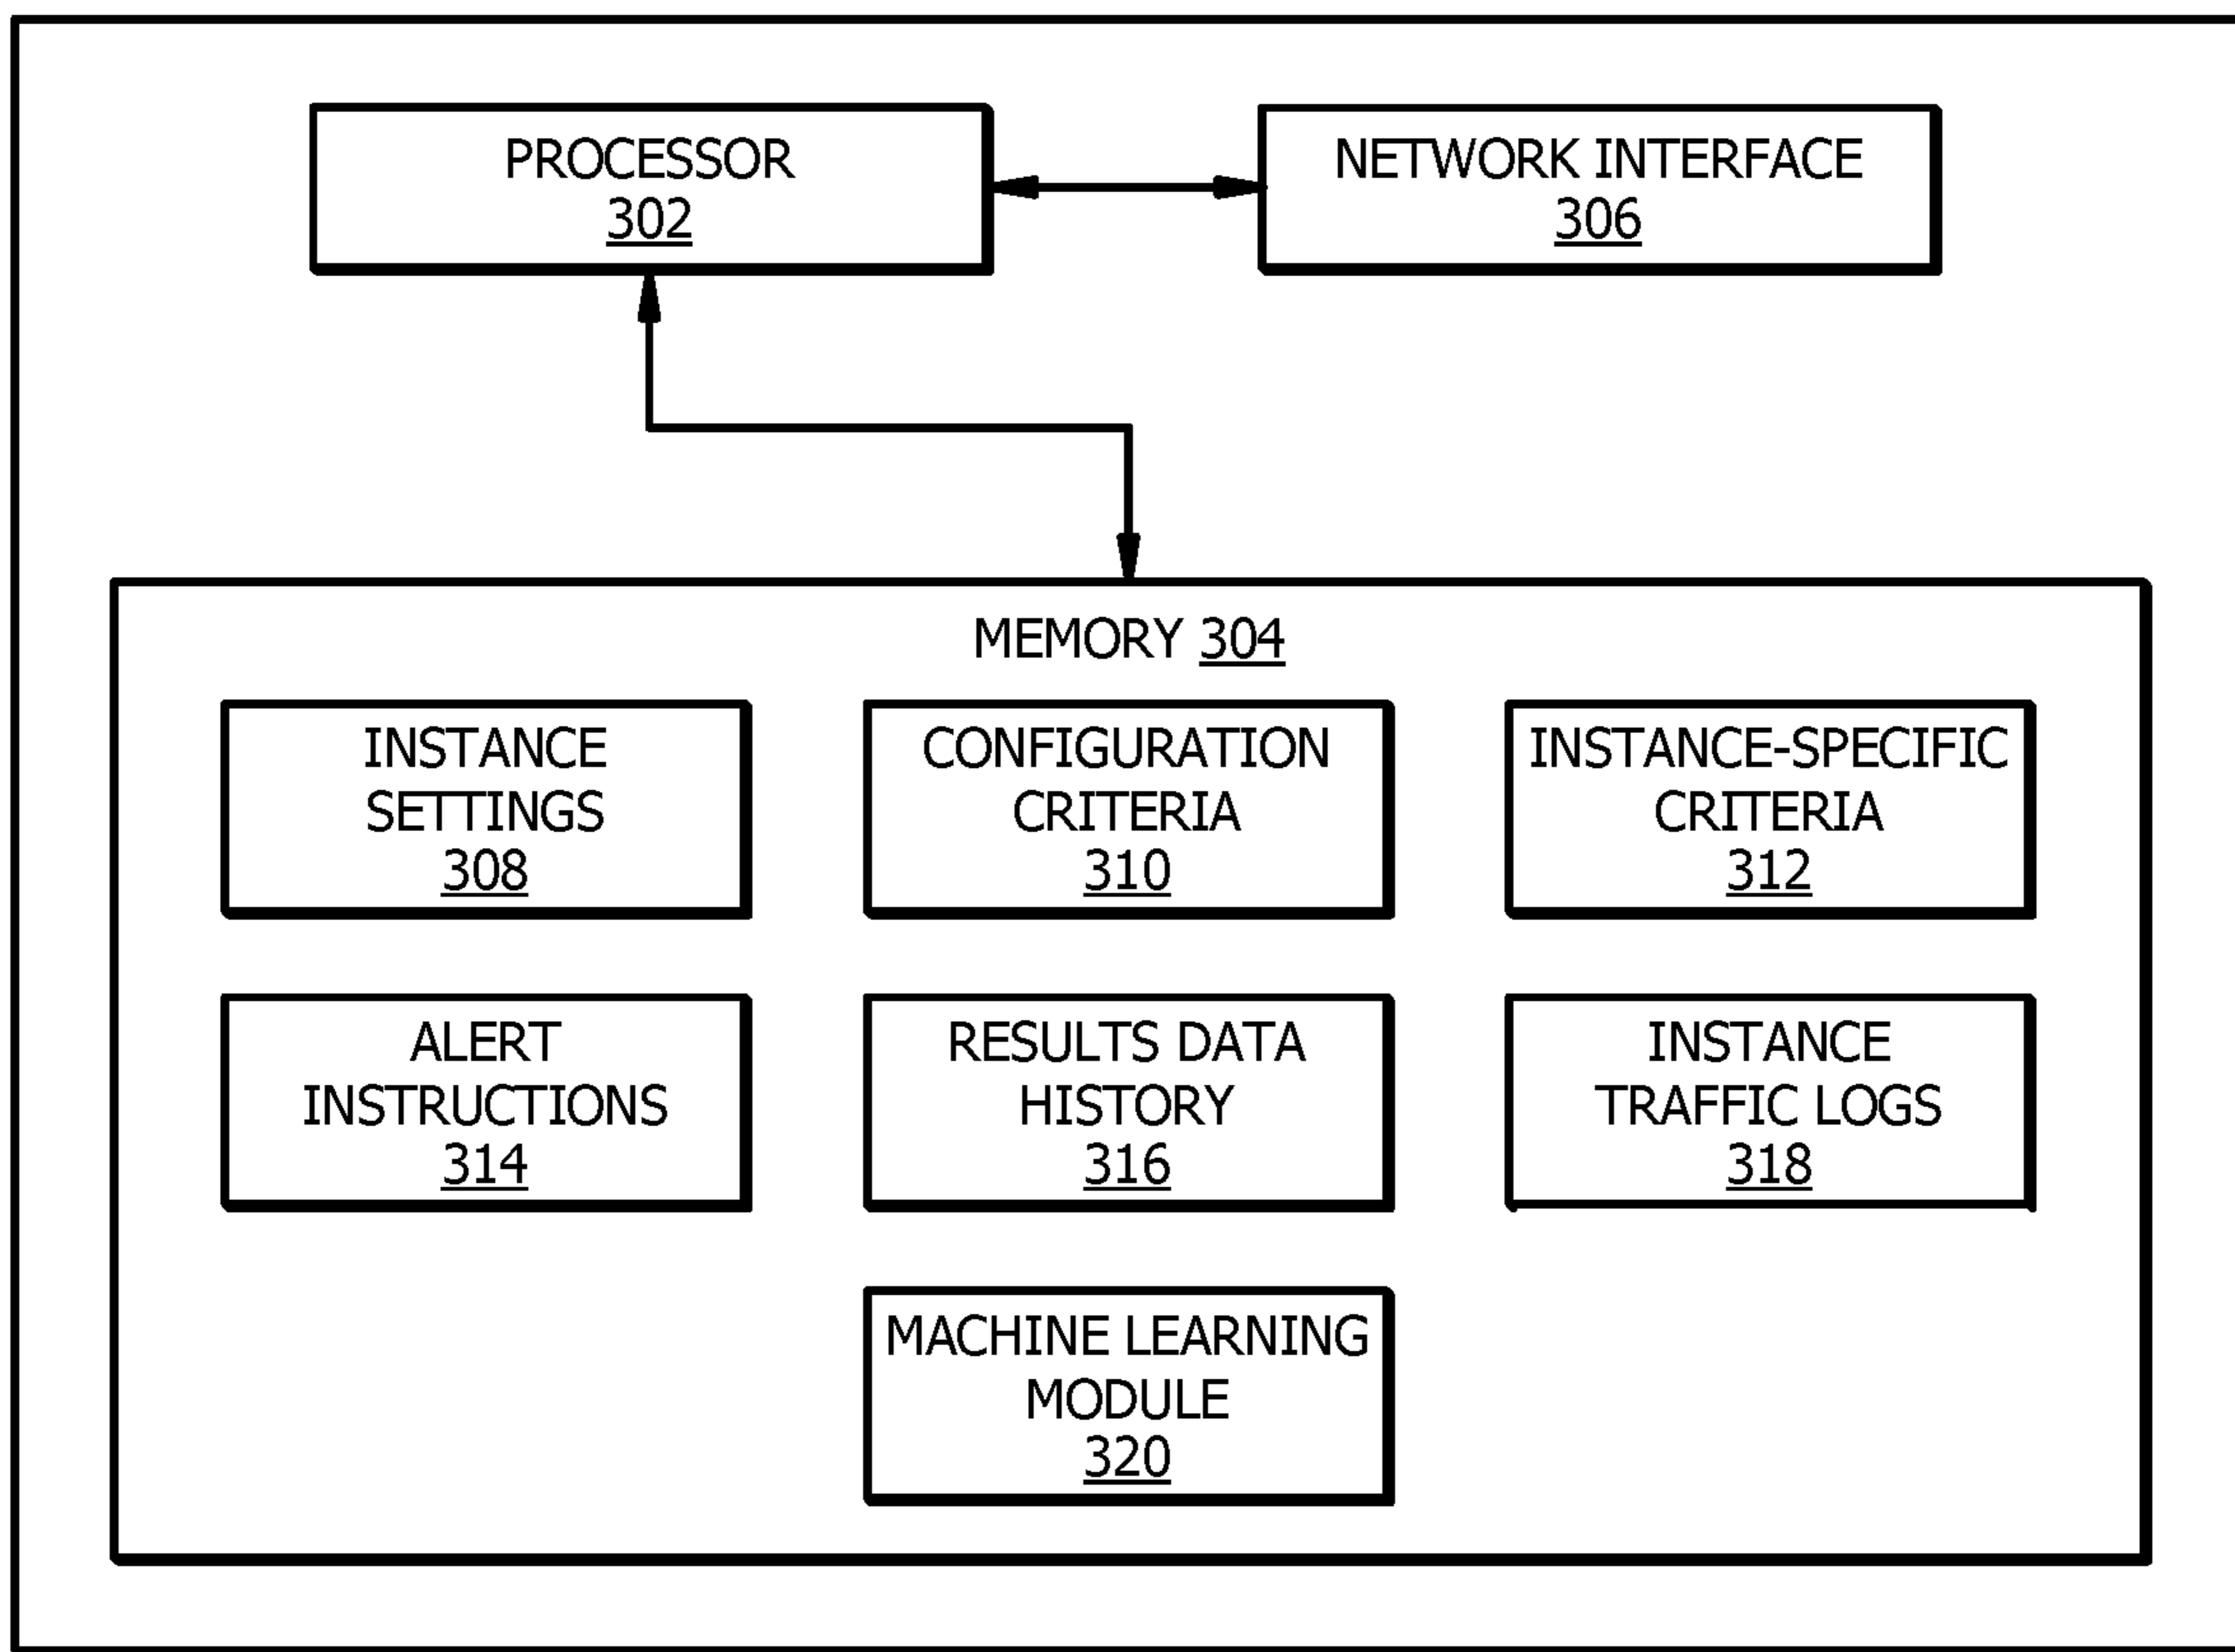 PROCESSOR
302
NETWORK INTERFACE
306
MEMORY 304
INSTANCE
SETTINGS
308
CONFIGURATION
CRITERIA
310
INSTANCE-SPECIFIC
CRITERIA
312
ALERT
INSTRUCTIONS
314
RESULTS DATA
HISTORY
316
INSTANCE
TRAFFIC LOGS
318
MACHINE LEARNING
MODULE
320